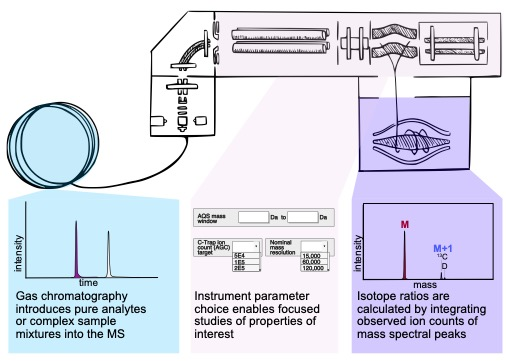 intensity
time
Gas chromatography
introduces pure analytes
or complex sample
mixtures into the MS
AQS mass
window
Da to
Da
C-Trap ion
count (AGC)
target
5E4
1E5
2E5
Nominal
mass
resolution
15,000
60,000
120,000
Instrument parameter
choice enables focused
studies of properties of
interest
intensity
M
M+1
¹³C
D
mass
Isotope ratios are
calculated by integrating
observed ion counts of
mass spectral peaks